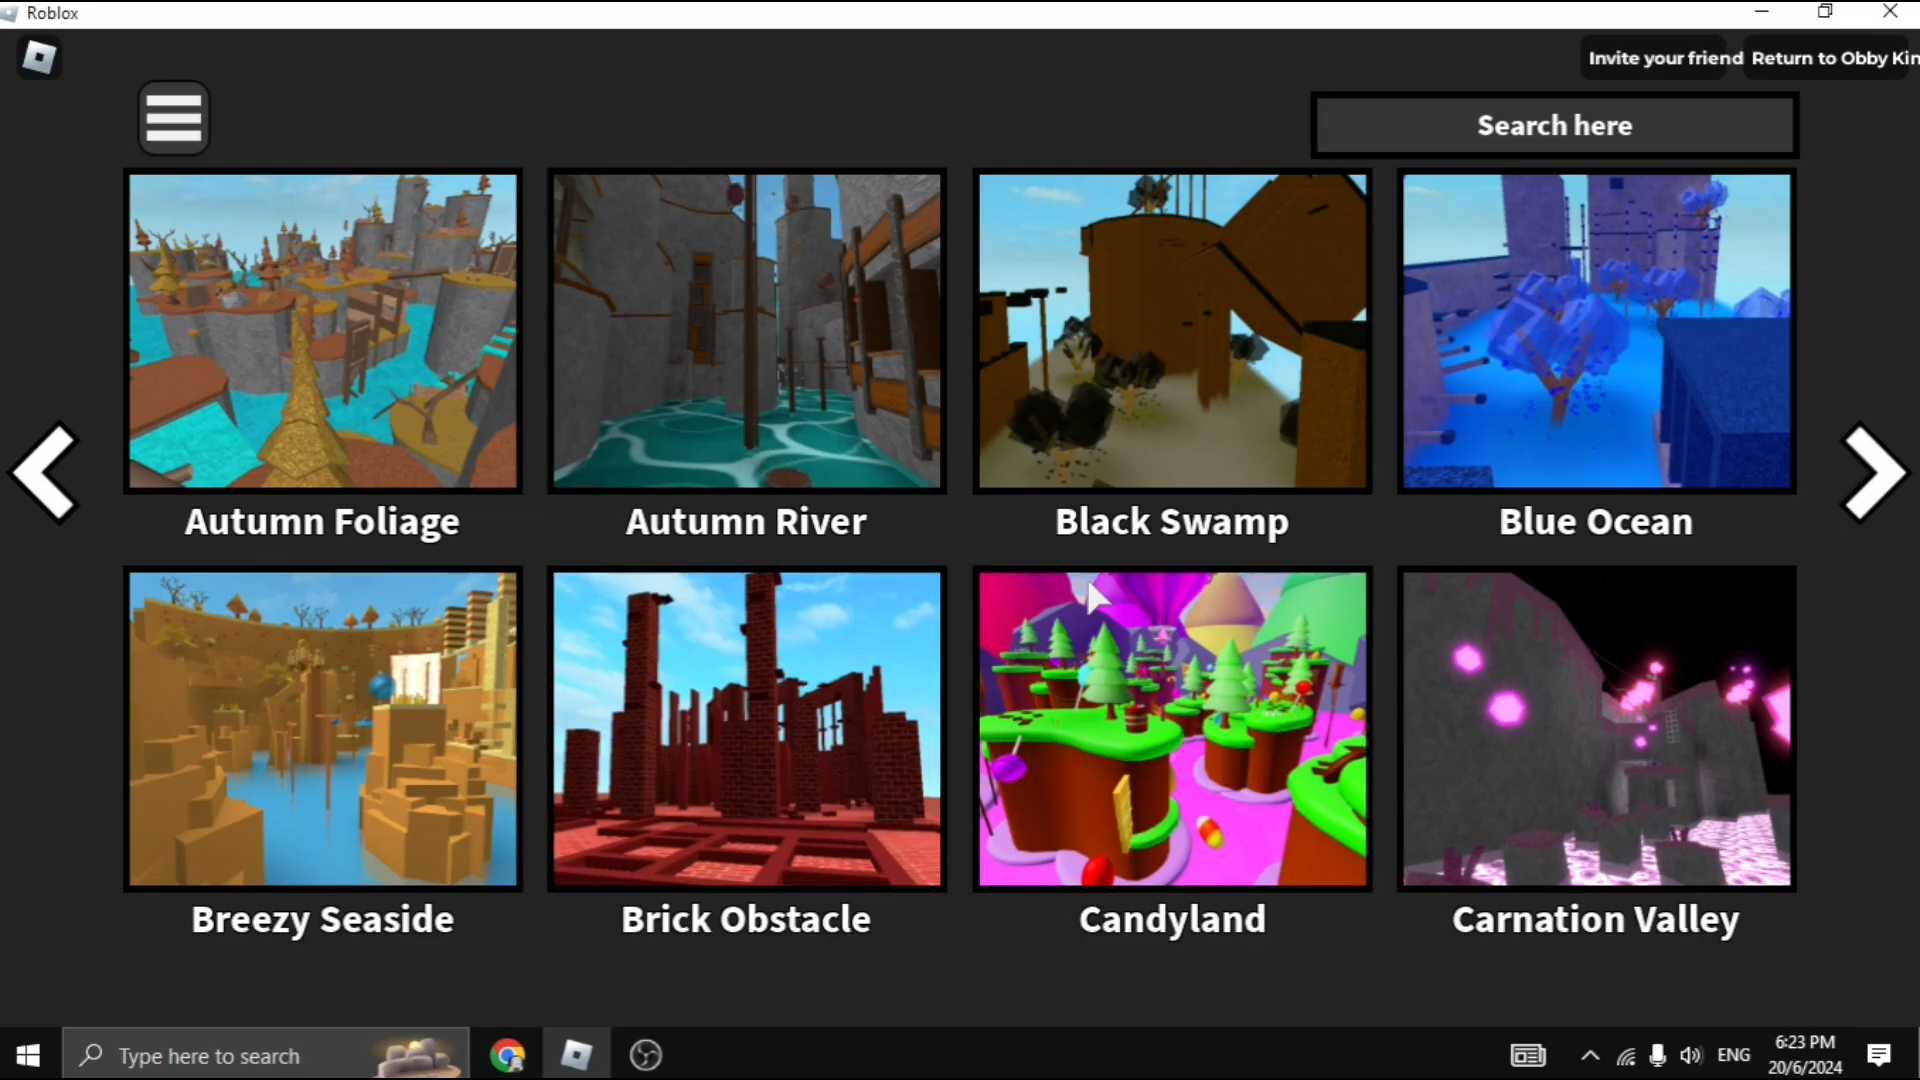 Roblox
Invite your friend
Return to Obby Kin
Search here
Autumn Foliage
Autumn River
Black Swamp
Blue Ocean
Breezy Seaside
Brick Obstacle
Candyland
Carnation Valley
Type here to search
ENG
6:23 PM
20/6/2024